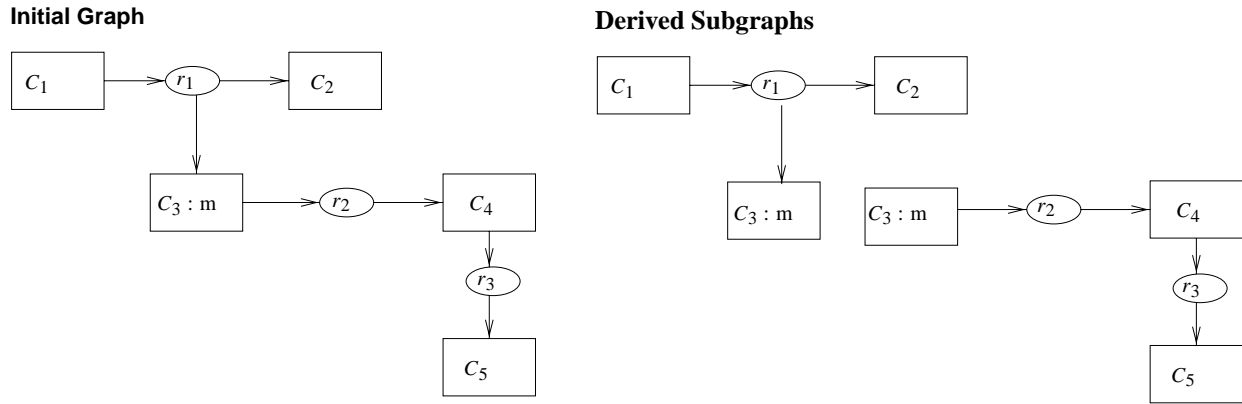 Initial Graph
C1
r1
C2
C3 : m
r2
C4
r3
C5
Derived Subgraphs
C1
r1
C2
C3 : m
C3 : m
r2
C4
r3
C5